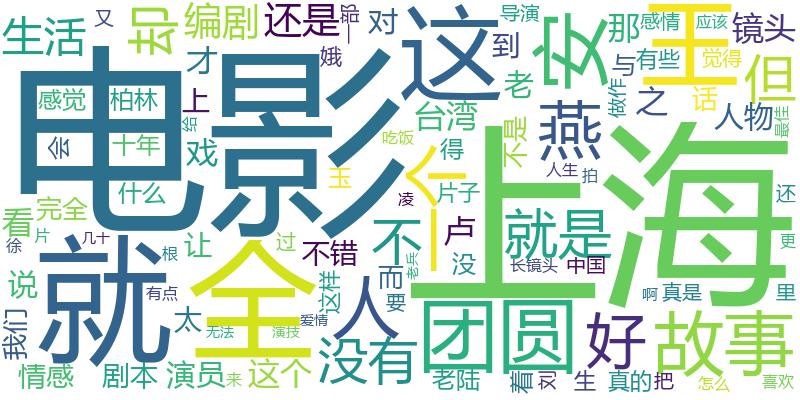 又
导演
感情
应该
一部
生活
却
编剧
还是
对
这
安
那
王
镜头
娥
到
有些
觉得
但
电影
才
老
与
感觉
柏林
上
做作
之
话
给
吃饭
台湾
燕
人物
会
十年
戏
得
不是
最佳
上海
什么
玉
一个
片子
人生
拍
看
完全
凌
还
徐
片
几十
让
过
不错
不
卢
就是
更
就
根
老兵
没
长镜头
中国
说
全
这样
而
啊
真是
里
有点
要
我们
太
无法
爱情
人
团圆
好
故事
演技
没有
情感
剧本
演员
来
这个
老陆
着
刘
生
真的
把
怎么
喜欢